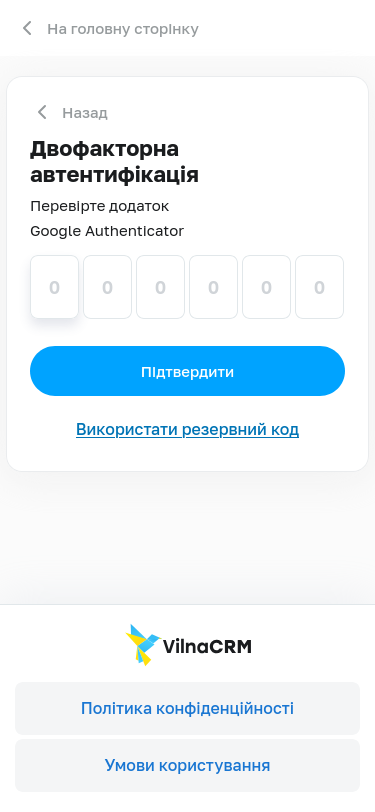 На головну сторінку
Назад
Двофакторна
автентифікація
Перевірте додаток
Google Authenticator
0 0 0 0 0 0
Підтвердити
Використати резервний код
VilnaCRM
Політика конфіденційності
Умови користування